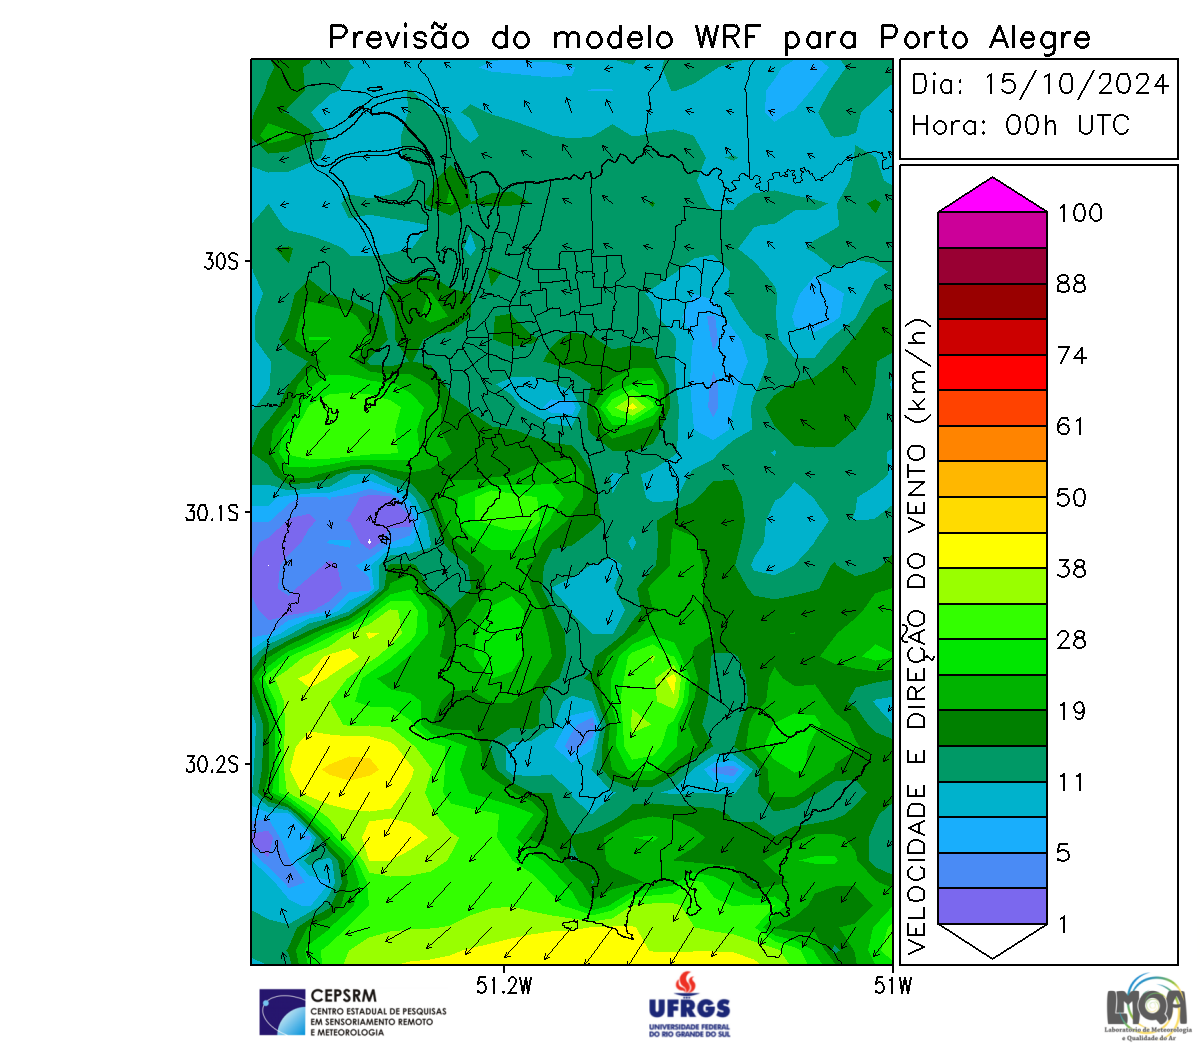 Previsão do modelo WRF para Porto Alegre
Dia: 15/10/2024
Hora: 00h UTC
30S
30.1S
30.2S
51.2W
51W
VELOCIDADE E DIREÇÃO DO VENTO (km/h)
100
88
74
61
50
38
28
19
11
5
1
CEPSRM
CENTRO ESTADUAL DE PESQUISAS
EM SENSORIAMENTO REMOTO
E METEOROLOGIA
UFRGS
UNIVERSIDADE FEDERAL
DO RIO GRANDE DO SUL
LMQA
Laboratório de Meteorologia
e Qualidade do Ar